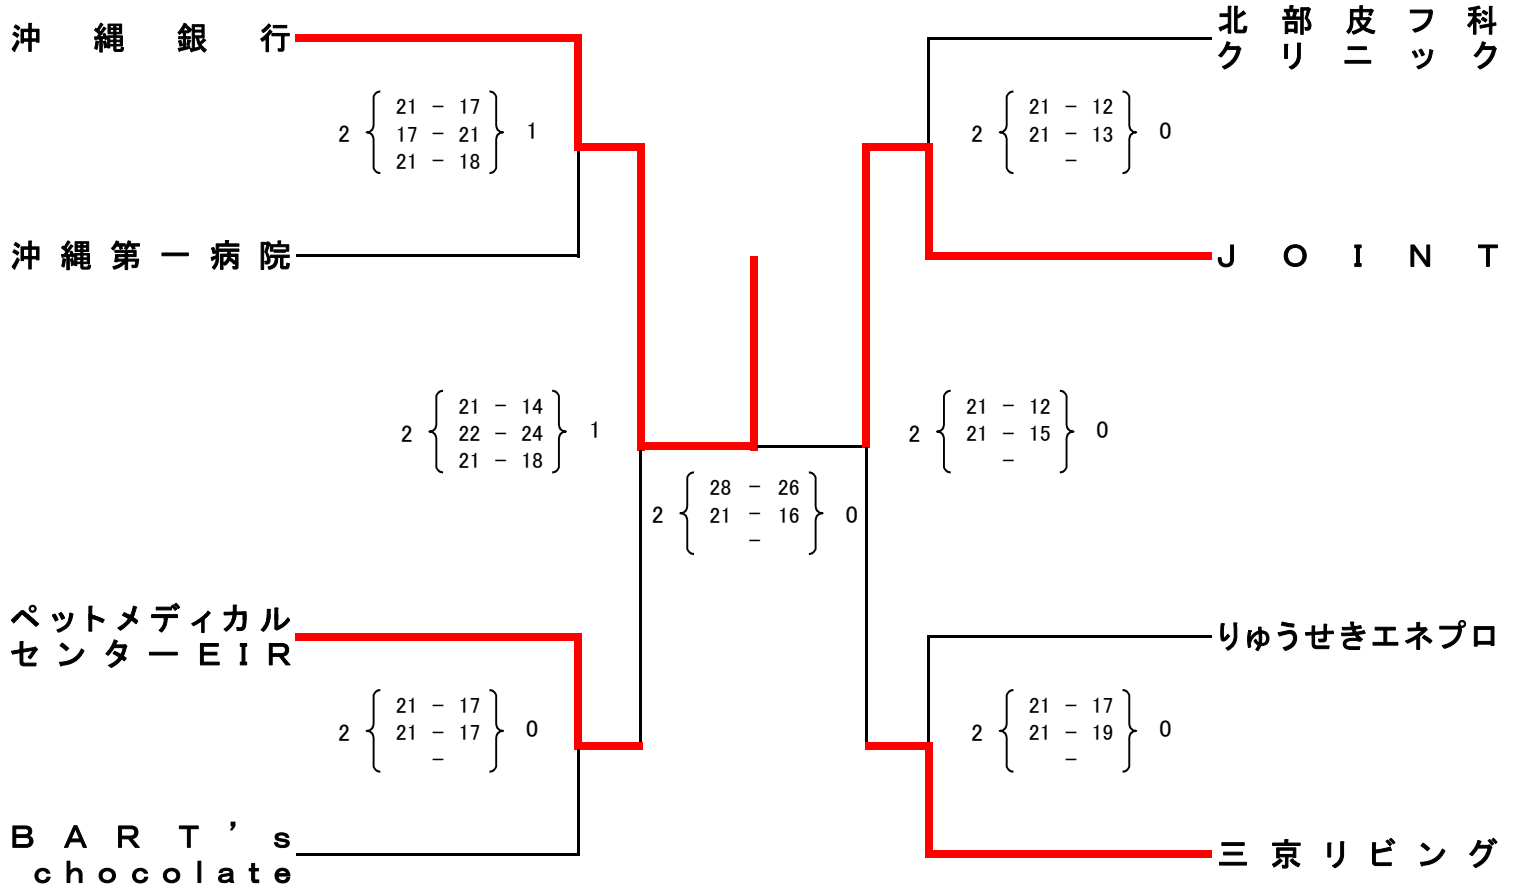 沖縄銀行
2 21 - 17 1
17 - 21
21 - 18
沖縄第一病院
2 21 - 14 1
22 - 24
21 - 18
ペットメディカル
センターEIR
2 21 - 17 0
21 - 17
-
BART's
chocolate
2 28 - 26 0
21 - 16
-
北部皮フ科
クリニック
2 21 - 12 0
21 - 13
-
JOINT
2 21 - 12 0
21 - 15
-
りゅうせきエネプロ
2 21 - 17 0
21 - 19
-
三京リビング